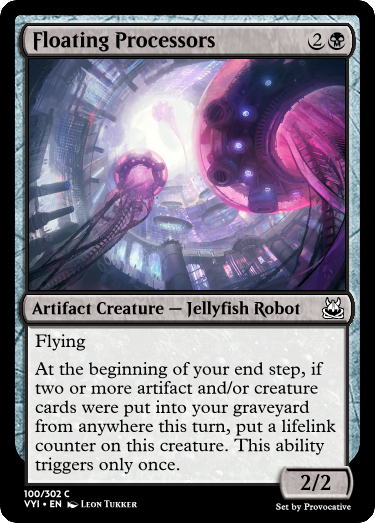 Floating Processors 2
Artifact Creature — Jellyfish Robot
Flying
At the beginning of your end step, if
two or more artifact and/or creature
cards were put into your graveyard
from anywhere this turn, put a lifelink
counter on this creature. This ability
triggers only once.
2/2
100/302 C
VYI • EN Leon Tukker
Set by Provocative